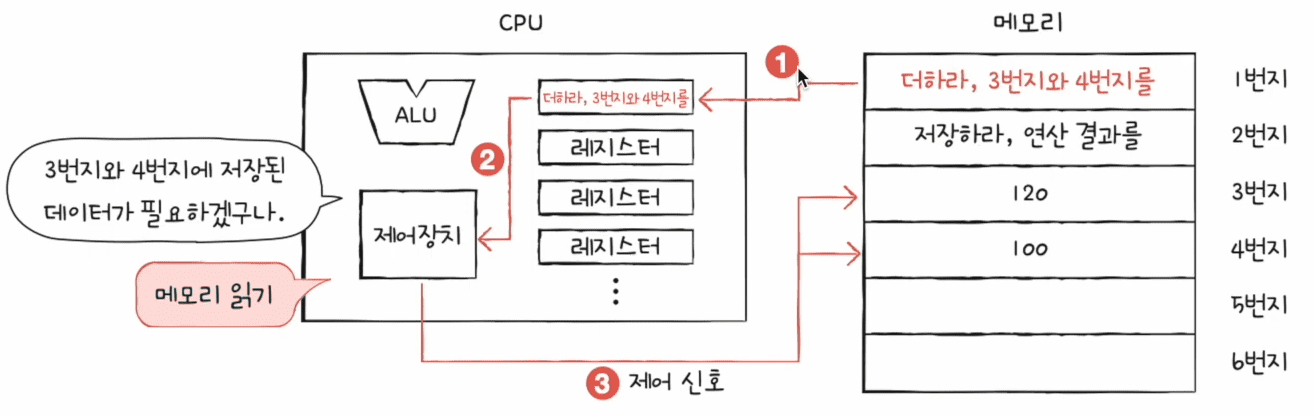 CPU
메모리
ALU
더하라, 3번지와 4번지를
레지스터
레지스터
레지스터
제어장치
3번지와 4번지에 저장된
데이터가 필요하겠구나.
메모리 읽기
1
2
3 제어 신호
더하라, 3번지와 4번지를 1번지
저장하라, 연산 결과를 2번지
120 3번지
100 4번지
5번지
6번지